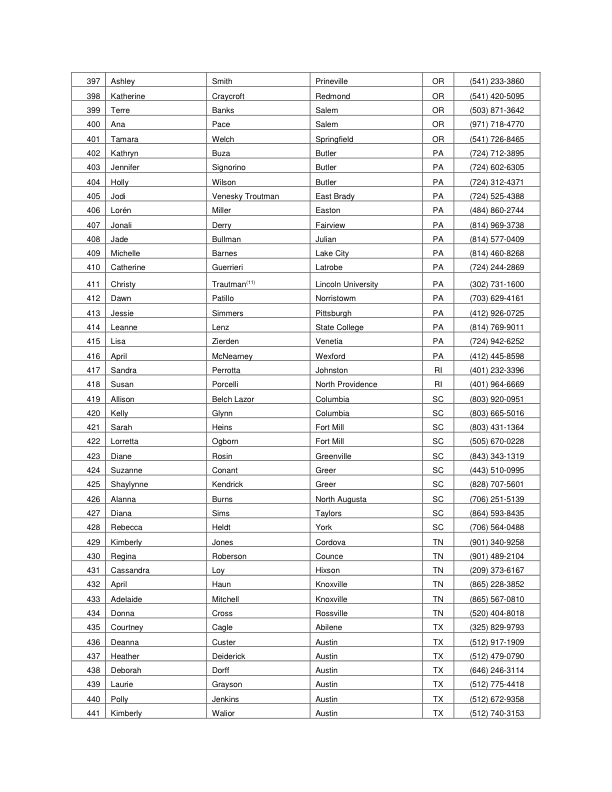 397 Ashley Smith Prineville OR (541) 233-3860
398 Katherine Craycroft Redmond OR (541) 420-5095
399 Terre Banks Salem OR (503) 871-3642
400 Ana Pace Salem OR (971) 718-4770
401 Tamara Welch Springfield OR (541) 726-8465
402 Kathryn Buza Butler PA (724) 712-3895
403 Jennifer Signorino Butler PA (724) 602-6305
404 Holly Wilson Butler PA (724) 312-4371
405 Jodi Venesky Troutman East Brady PA (724) 525-4388
406 Lorén Miller Easton PA (484) 860-2744
407 Jonali Derry Fairview PA (814) 969-3738
408 Jade Bullman Julian PA (814) 577-0409
409 Michelle Barnes Lake City PA (814) 460-8268
410 Catherine Guerrieri Latrobe PA (724) 244-2869
411 Christy Trautman(11) Lincoln University PA (302) 731-1600
412 Dawn Patillo Norristown PA (703) 629-4161
413 Jessie Simmers Pittsburgh PA (412) 926-0725
414 Leanne Lenz State College PA (814) 769-9011
415 Lisa Zierden Venetia PA (724) 942-6252
416 April McNearney Wexford PA (412) 445-8598
417 Sandra Perrotta Johnston RI (401) 232-3396
418 Susan Porcelli North Providence RI (401) 964-6669
419 Allison Belch Lazor Columbia SC (803) 920-0951
420 Kelly Glynn Columbia SC (803) 665-5016
421 Sarah Heins Fort Mill SC (803) 431-1364
422 Lorretta Ogborn Fort Mill SC (505) 670-0228
423 Diane Rosin Greenville SC (843) 343-1319
424 Suzanne Conant Greer SC (443) 510-0995
425 Shaylynne Kendrick Greer SC (828) 707-5601
426 Alanna Burns North Augusta SC (706) 251-5139
427 Diana Sims Taylors SC (864) 593-8435
428 Rebecca Heldt York SC (706) 564-0488
429 Kimberly Jones Cordova TN (901) 340-9258
430 Regina Roberson Counce TN (901) 489-2104
431 Cassandra Loy Hixson TN (209) 373-6167
432 April Haun Knoxville TN (865) 228-3852
433 Adelaide Mitchell Knoxville TN (865) 567-0810
434 Donna Cross Rossville TN (520) 404-8018
435 Courtney Cagle Abilene TX (325) 829-9793
436 Deanna Custer Austin TX (512) 917-1909
437 Heather Deiderick Austin TX (512) 479-0790
438 Deborah Dorff Austin TX (646) 246-3114
439 Laurie Grayson Austin TX (512) 775-4418
440 Polly Jenkins Austin TX (512) 672-9358
441 Kimberly Walior Austin TX (512) 740-3153